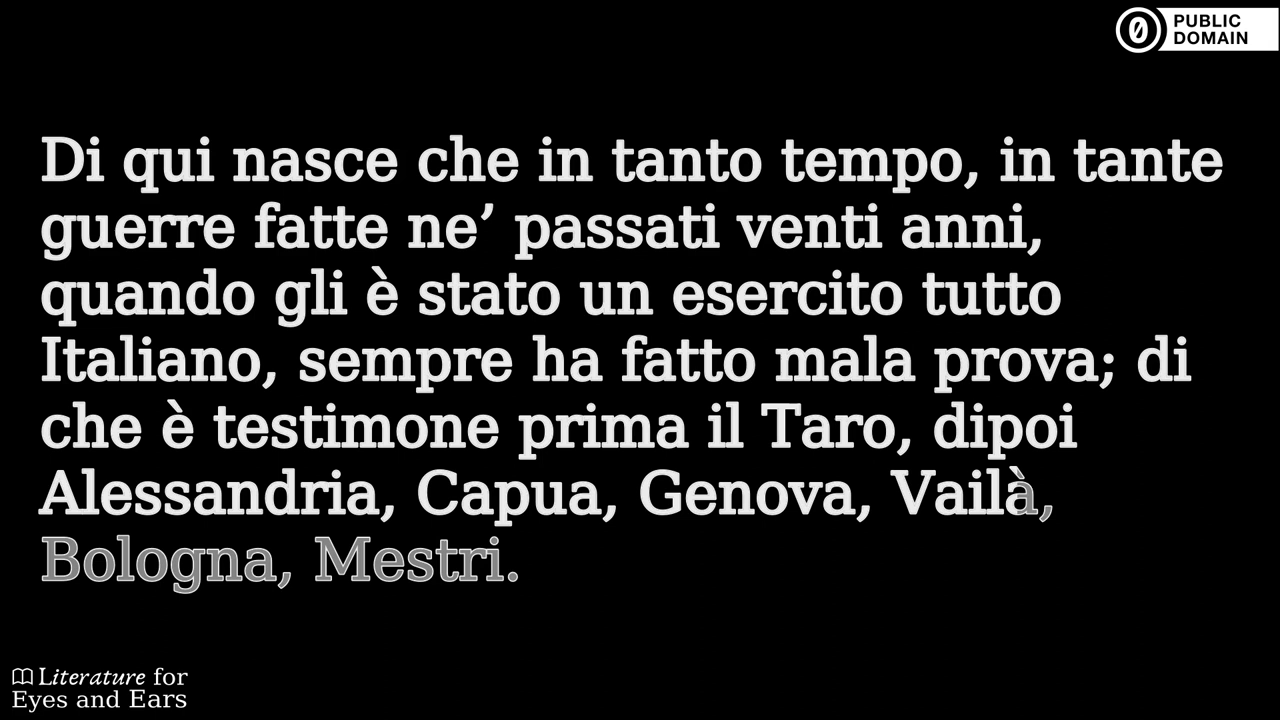 PUBLIC
DOMAIN
Di qui nasce che in tanto tempo, in tante
guerre fatte ne’ passati venti anni,
quando gli è stato un esercito tutto
Italiano, sempre ha fatto mala prova; di
che è testimone prima il Taro, dipoi
Alessandria, Capua, Genova, Vailà,
Bologna, Mestri.
Literature for
Eyes and Ears